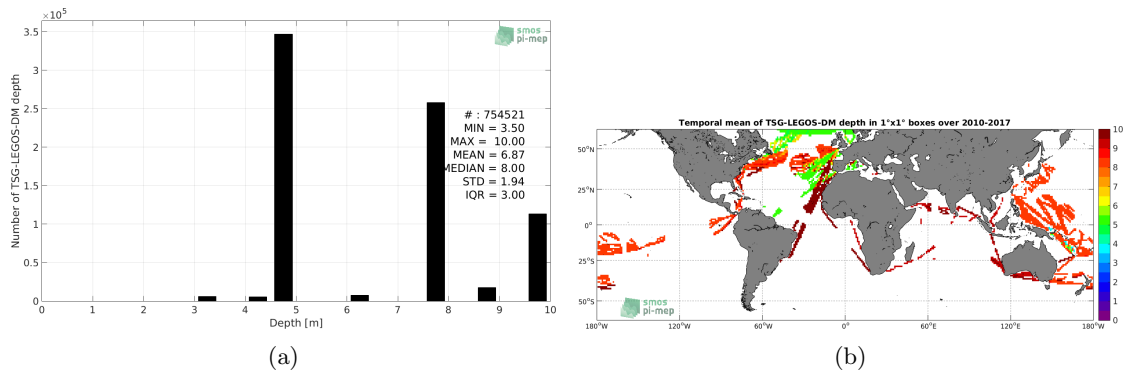 ×10⁵
3.5
3
2.5
2
1.5
1
0.5
0
Number of TSG-LEGOS-DM depth
smos
pi-mep
# : 754521
MIN = 3.50
MAX = 10.00
MEAN = 6.87
MEDIAN = 8.00
STD = 1.94
IQR = 3.00
0 1 2 3 4 5 6 7 8 9 10
Depth [m]
(a)
Temporal mean of TSG-LEGOS-DM depth in 1°x1° boxes over 2010-2017
50°N
25°N
0°
25°S
50°S
smos
pi-mep
180°W 120°W 60°W 0° 60°E 120°E 180°W
10
9
8
7
6
5
4
3
2
1
0
(b)